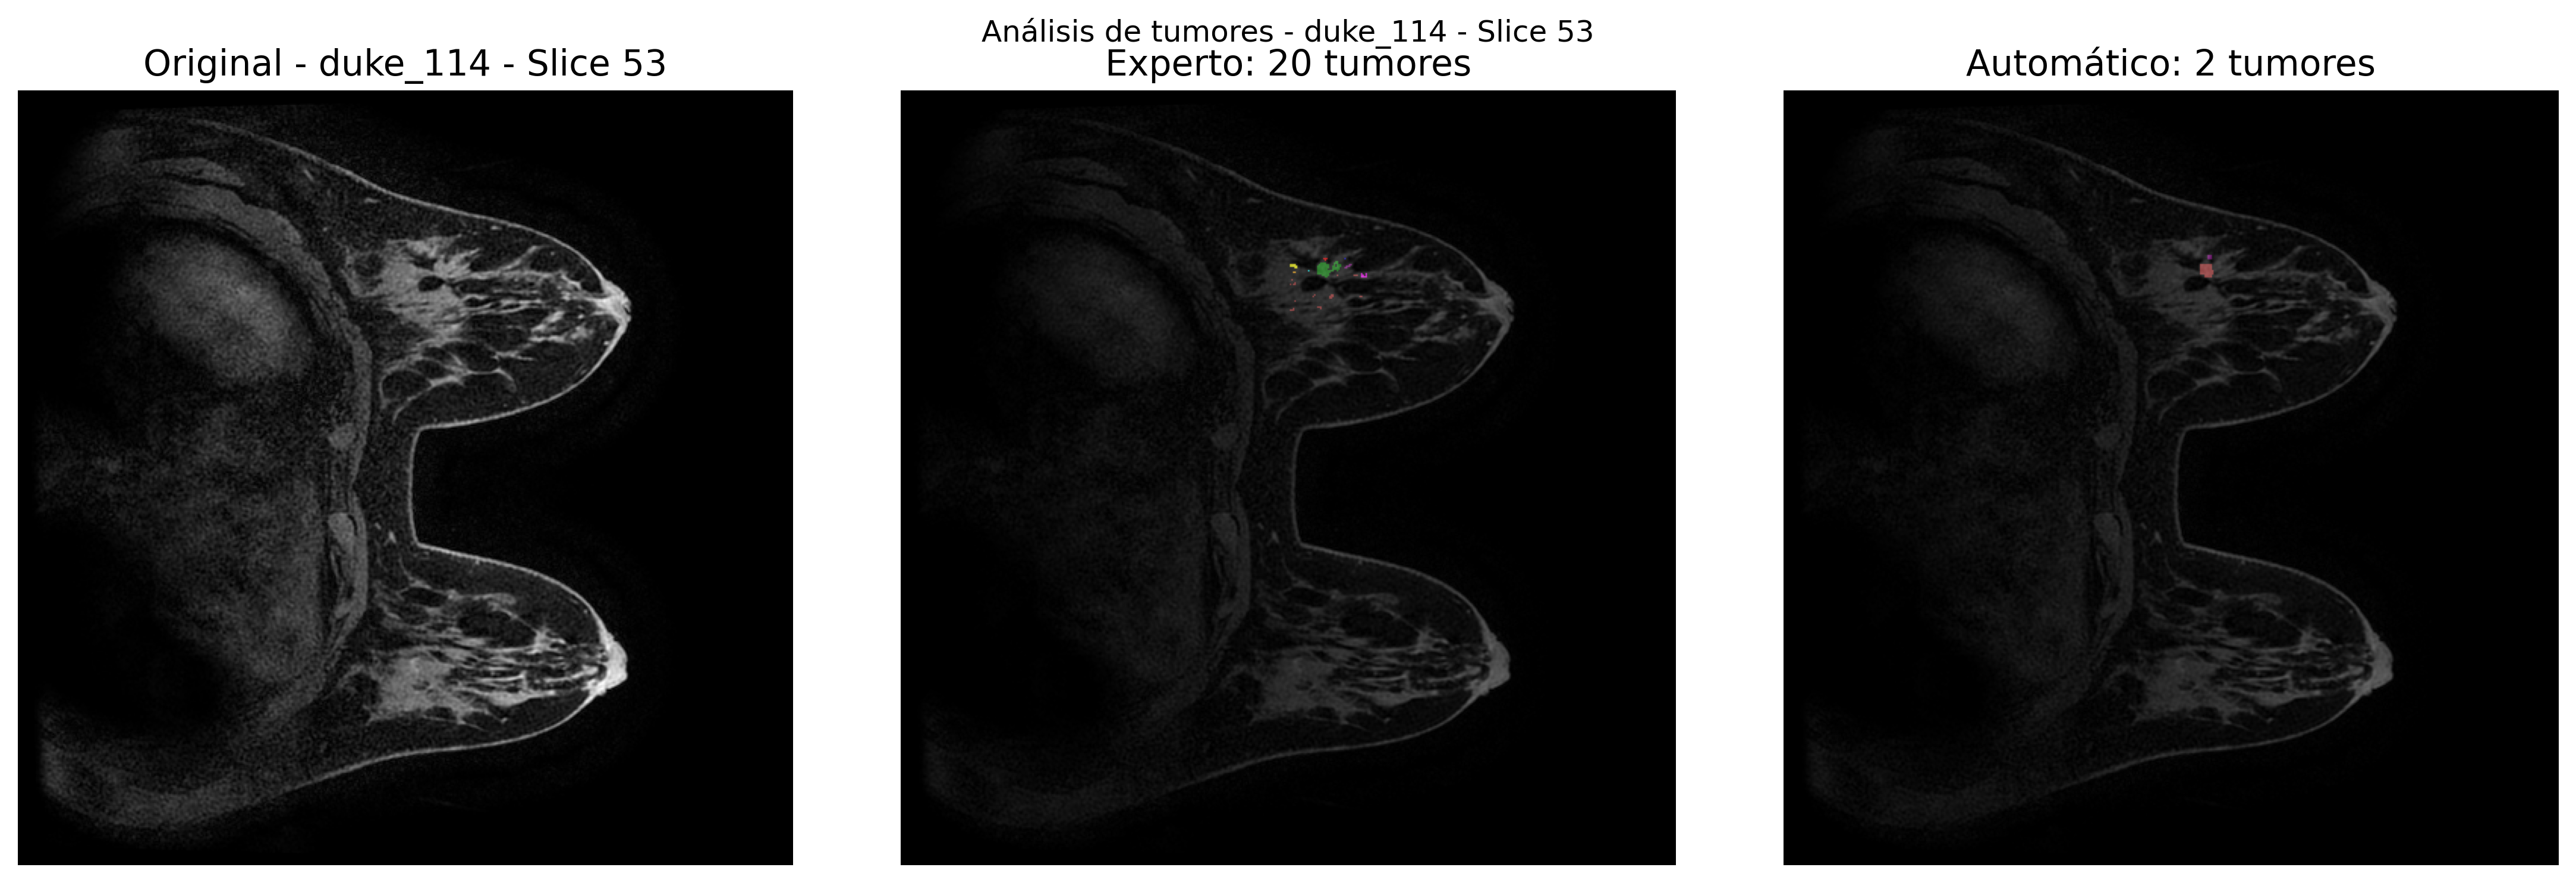 Análisis de tumores - duke_114 - Slice 53
Original - duke_114 - Slice 53
Experto: 20 tumores
Automático: 2 tumores